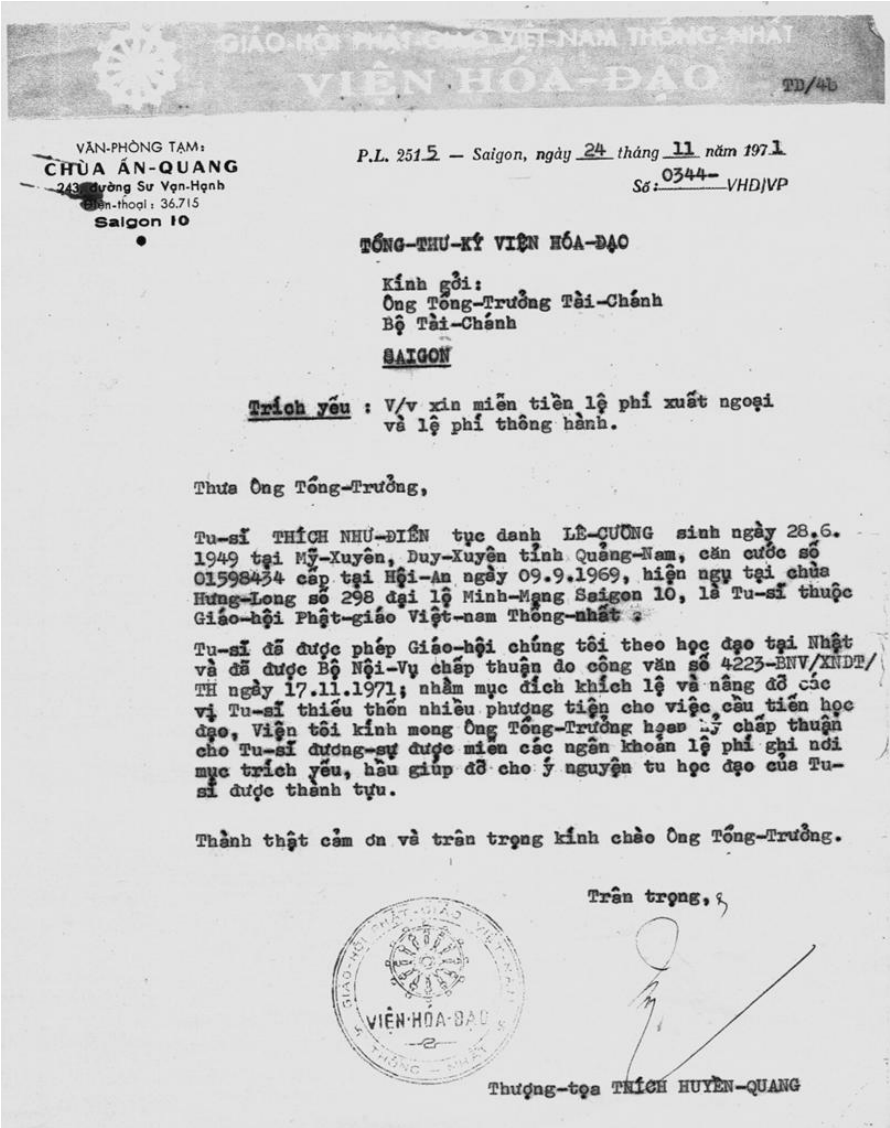 GIÁO-HỘI PHẬT-GIÁO VIỆT-NAM THỐNG-NHẤT
VIỆN HÓA-ĐẠO
TD/4b
VĂN-PHÒNG TẠM:
CHÙA ẤN-QUANG
243, đường Sư Vạn-Hạnh
Điện-thoại : 36.715
Saigon 10
P.L. 2515 — Saigon, ngày 24 tháng 11 năm 1971
Số: 0344- VHĐ/VP
TỔNG-THƯ-KÝ VIỆN HÓA-ĐẠO
Kính gởi:
Ông Tổng-Trưởng Tài-Chánh
Bộ Tài-Chánh
SAIGON
Trích yếu : V/v xin miễn tiền lệ phí xuất ngoại
và lệ phí thông hành.
Thưa Ông Tổng-Trưởng,
Tu-sĩ THÍCH NHƯ-ĐIỂN tục danh LÊ-CƯỜNG sinh ngày 28.6.
1949 tại Mỹ-Xuyên, Duy-Xuyên tỉnh Quảng-Nam, căn cước số
01598434 cấp tại Hội-An ngày 09.9.1969, hiện ngụ tại chùa
Hưng-Long số 298 đại lộ Minh-Mạng Saigon 10, là Tu-sĩ thuộc
Giáo-hội Phật-giáo Việt-nam Thống-nhất .
Tu-sĩ đã được phép Giáo-hội chúng tôi theo học đạo tại Nhật
và đã được Bộ Nội-Vụ chấp thuận do công văn số 4223-BNV/XNDT/
TH ngày 17.11.1971; nhằm mục đích khích lệ và nâng đỡ các
vị Tu-sĩ thiếu thốn nhiều phương tiện cho việc cầu tiến học
đạo, Viện tôi kính mong Ông Tổng-Trưởng hoan hỷ chấp thuận
cho Tu-sĩ đương-sự được miễn các ngân khoản lệ phí ghi nơi
mục trích yếu, hầu giúp đỡ cho ý nguyện tu học đạo của Tu-
sĩ được thành tựu.
Thành thật cảm ơn và trân trọng kính chào Ông Tổng-Trưởng.
Trân trọng,
GIÁO-HỘI PHẬT-GIÁO VIỆT-NAM
VIỆN-HÓA-ĐẠO
THỐNG - NHẤT
Thượng-tọa THÍCH HUYỀN-QUANG